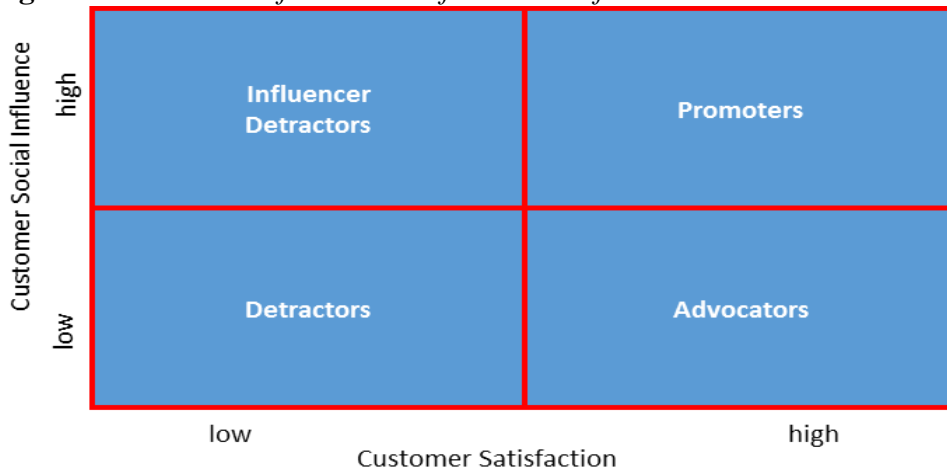 high
Customer Social Influence
low
Influencer
Detractors
Promoters
Detractors
Advocators
low
high
Customer Satisfaction